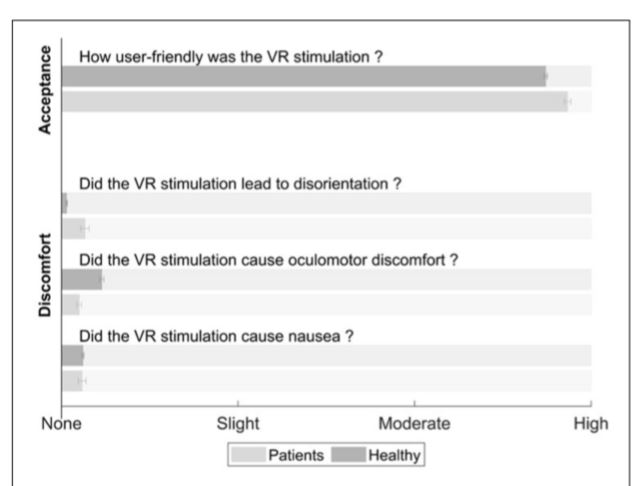 Acceptance
How user-friendly was the VR stimulation ?
Discomfort
Did the VR stimulation lead to disorientation ?
Did the VR stimulation cause oculomotor discomfort ?
Did the VR stimulation cause nausea ?
None Slight Moderate High
Patients Healthy